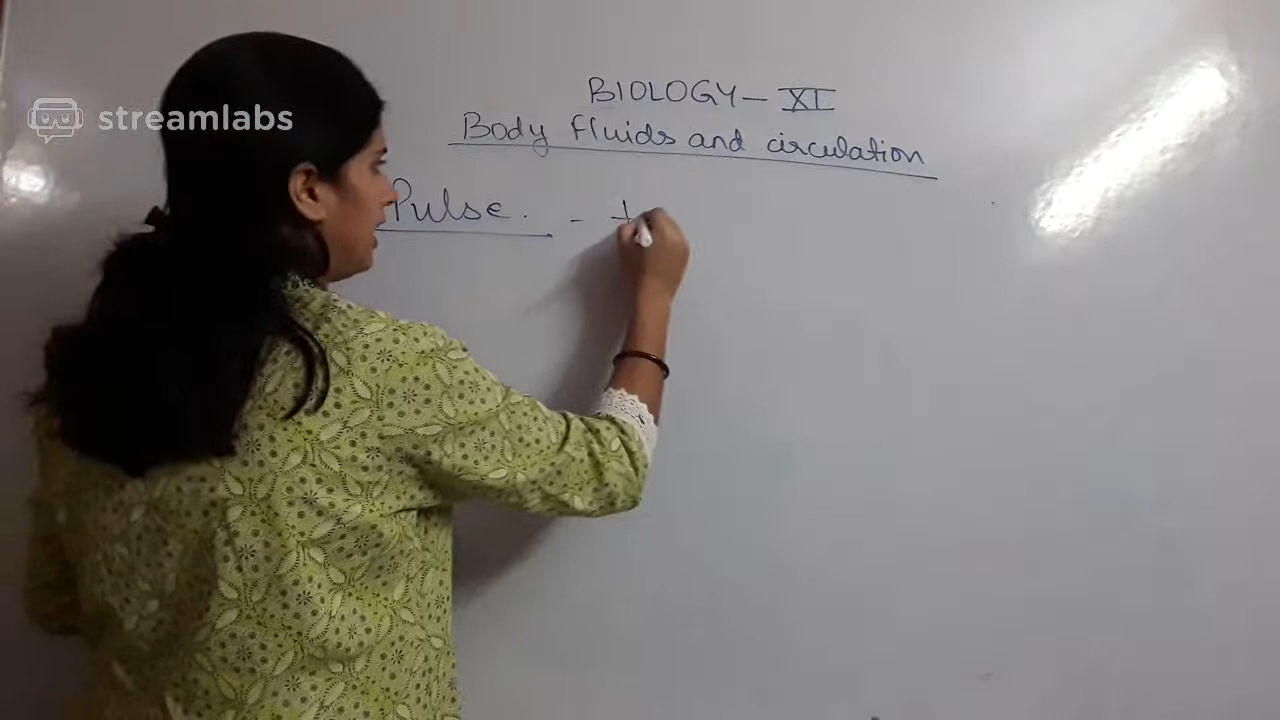 streamlabs
BIOLOGY - XI
Body fluids and circulation
Pulse. -